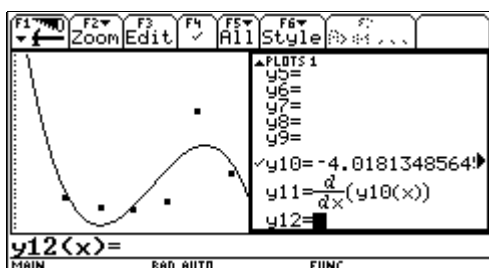 F1 F2 Zoom F3 Edit F4 ✓ F5 All F6 Style F7
▲PLOTS 1
y5=
y6=
y7=
y8=
y9=
✓y10=-4.0181348564
y11=d/dx(y10(x))
y12=
y12(x)=
MAIN RAD AUTO FUNC